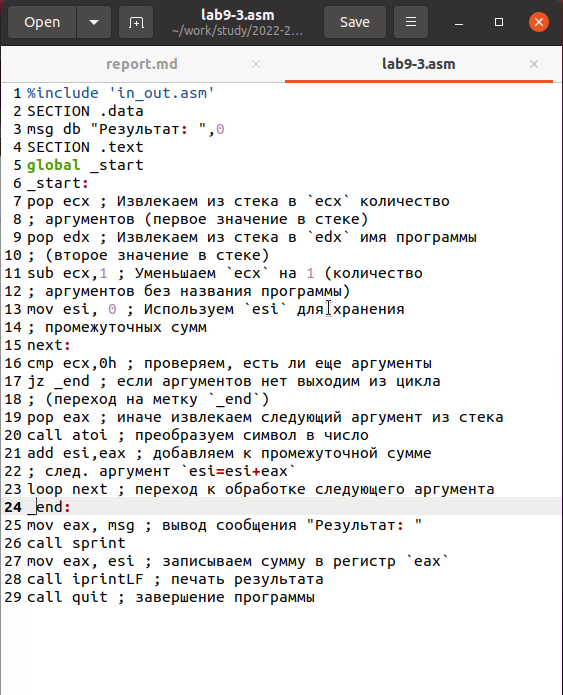 Open
lab9-3.asm
~/work/study/2022-2...
Save
report.md
lab9-3.asm
1 %include 'in_out.asm'
2 SECTION .data
3 msg db "Результат: ",0
4 SECTION .text
5 global _start
6 _start:
7 pop ecx ; Извлекаем из стека в `ecx` количество
8 ; аргументов (первое значение в стеке)
9 pop edx ; Извлекаем из стека в `edx` имя программы
10 ; (второе значение в стеке)
11 sub ecx,1 ; Уменьшаем `ecx` на 1 (количество
12 ; аргументов без названия программы)
13 mov esi, 0 ; Используем `esi` для хранения
14 ; промежуточных сумм
15 next:
16 cmp ecx,0h ; проверяем, есть ли еще аргументы
17 jz _end ; если аргументов нет выходим из цикла
18 ; (переход на метку `_end`)
19 pop eax ; иначе извлекаем следующий аргумент из стека
20 call atoi ; преобразуем символ в число
21 add esi,eax ; добавляем к промежуточной сумме
22 ; след. аргумент `esi=esi+eax`
23 loop next ; переход к обработке следующего аргумента
24 _end:
25 mov eax, msg ; вывод сообщения "Результат: "
26 call sprint
27 mov eax, esi ; записываем сумму в регистр `eax`
28 call iprintLF ; печать результата
29 call quit ; завершение программы